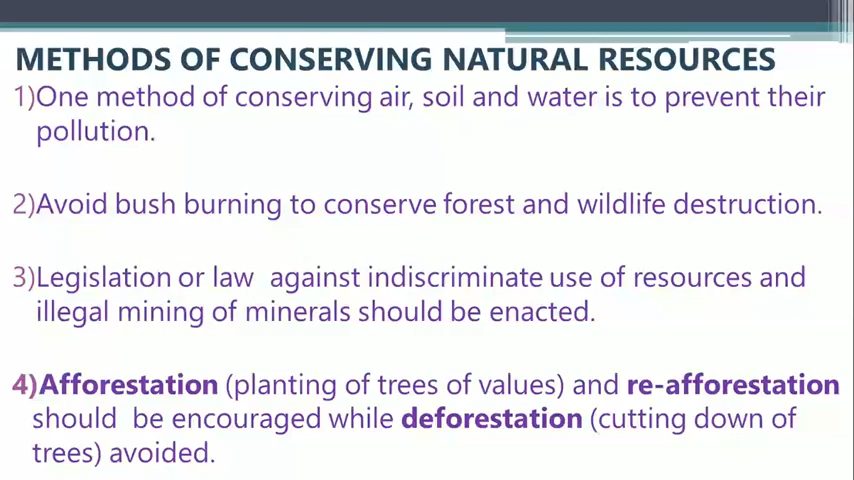 METHODS OF CONSERVING NATURAL RESOURCES
1)One method of conserving air, soil and water is to prevent their
pollution.
2)Avoid bush burning to conserve forest and wildlife destruction.
3)Legislation or law  against indiscriminate use of resources and
illegal mining of minerals should be enacted.
4)Afforestation (planting of trees of values) and re-afforestation
should  be encouraged while deforestation (cutting down of
trees) avoided.